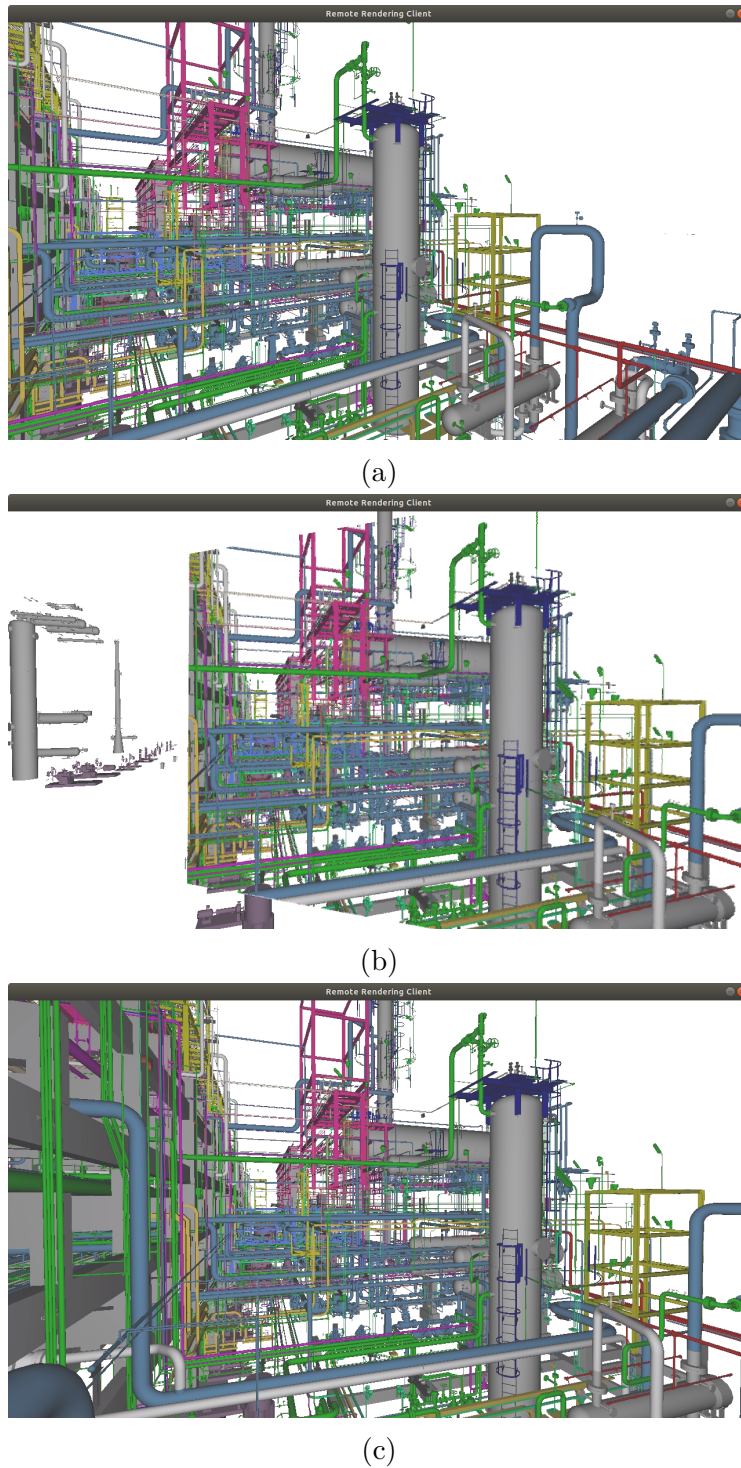 Remote Rendering Client
(a)
Remote Rendering Client
(b)
Remote Rendering Client
(c)